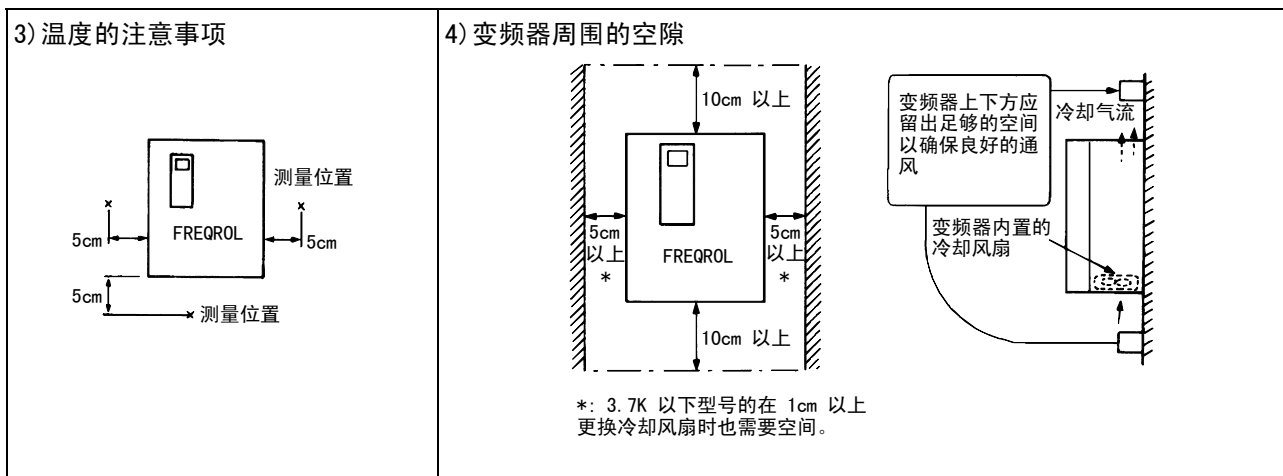 3)温度的注意事项
测量位置
5cm
FREQROL
5cm
5cm
测量位置
4)变频器周围的空隙
10cm 以上
5cm
以上
*
FREQROL
5cm
以上
*
10cm 以上
*: 3.7K 以下型号的在 1cm 以上
更换冷却风扇时也需要空间。
变频器上下方应
留出足够的空间
以确保良好的通
风
冷却气流
变频器内置的
冷却风扇